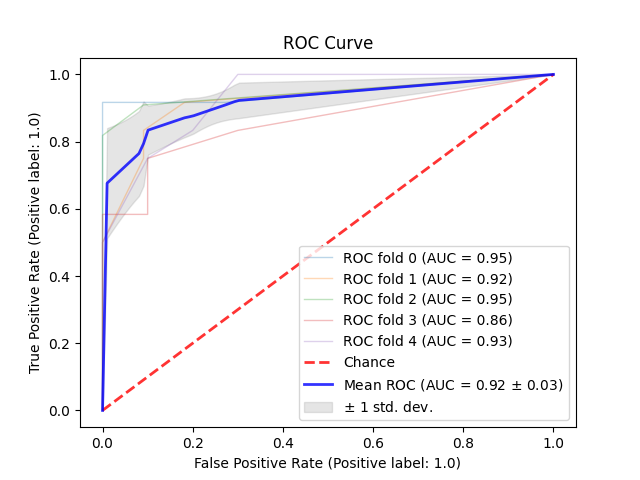 ROC Curve
True Positive Rate (Positive label: 1.0)
1.0
0.8
0.6
0.4
0.2
0.0
ROC fold 0 (AUC = 0.95)
ROC fold 1 (AUC = 0.92)
ROC fold 2 (AUC = 0.95)
ROC fold 3 (AUC = 0.86)
ROC fold 4 (AUC = 0.93)
Chance
Mean ROC (AUC = 0.92 ± 0.03)
± 1 std. dev.
0.0 0.2 0.4 0.6 0.8 1.0
False Positive Rate (Positive label: 1.0)